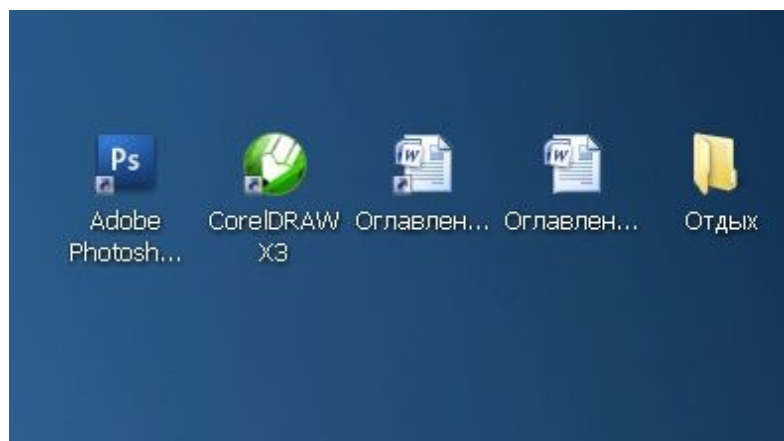 Ps
W
W
Adobe
Photosh...
CorelDRAW
X3
Оглавлен...
Оглавлен...
Отдых